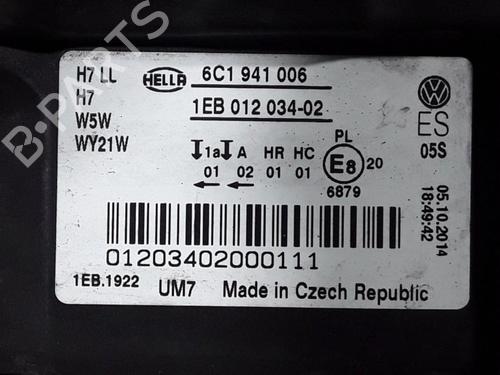 B-PARTS
H7 LL HELLA 6C1 941 006
H7 1EB 012 034-02
W5W ES
WY21W 1a A HR HC PL 05S
01 02 01 01 E8 20
6879
05.10.2014
18:49:42
01203402000111
1EB.1922 UM7 Made in Czech Republic